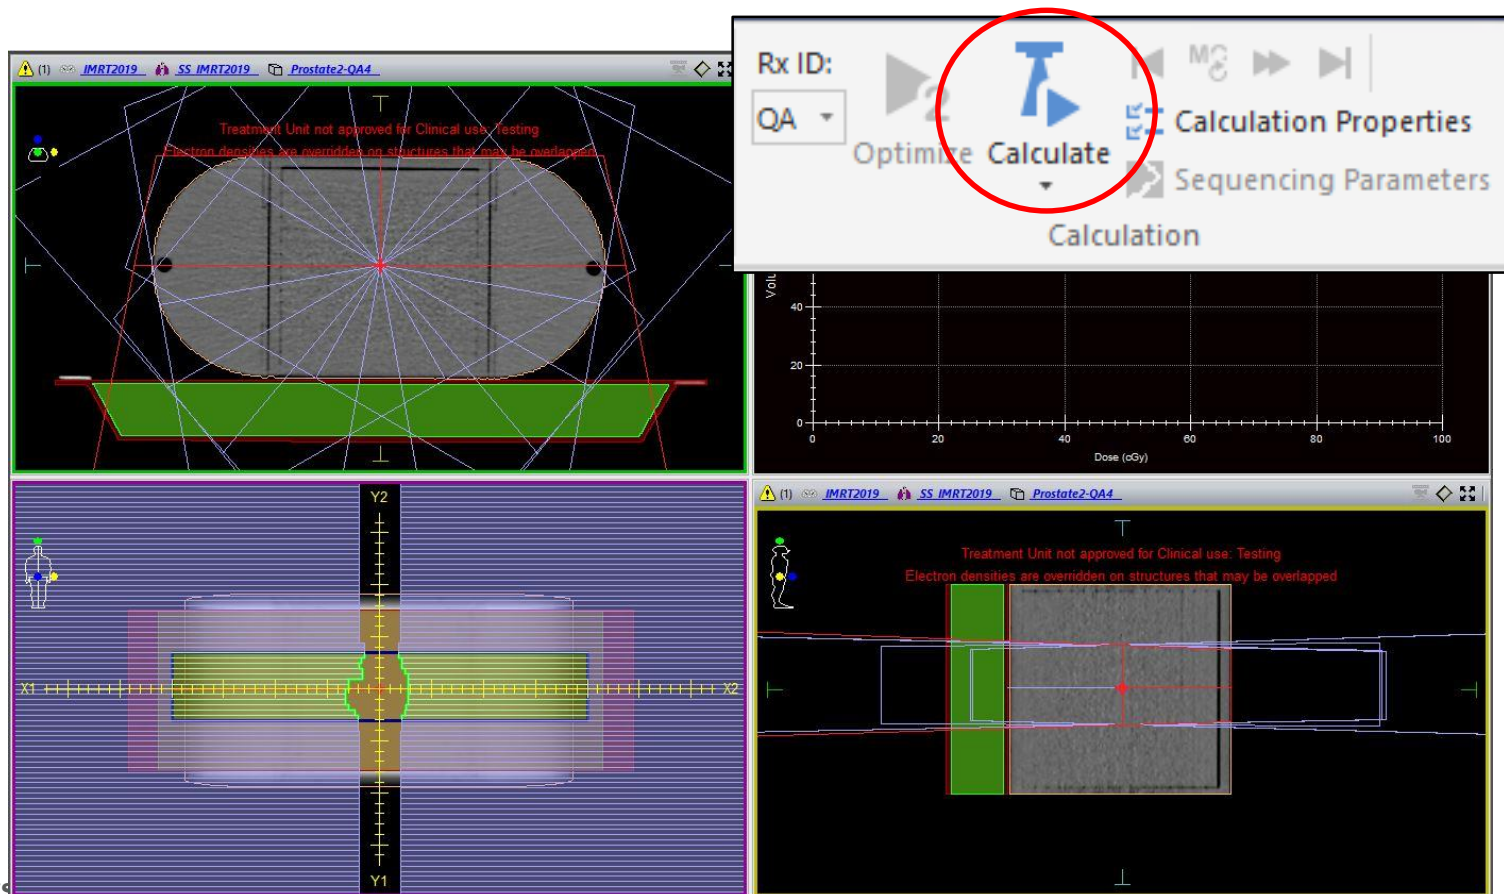 (1) IMRT2019 SS_IMRT2019 Prostate2-QA4
Treatment Unit not approved for Clinical use: Testing
Electron densities are overridden on structures that may be overlapped
Rx ID:
QA
2
Optimize
Calculate
Calculation Properties
Sequencing Parameters
Calculation
40
20
0
0 20 40 60 80 100
Dose (cGy)
Y2
X1
X2
Y1
(1) IMRT2019 SS_IMRT2019 Prostate2-QA4
Treatment Unit not approved for Clinical use: Testing
Electron densities are overridden on structures that may be overlapped